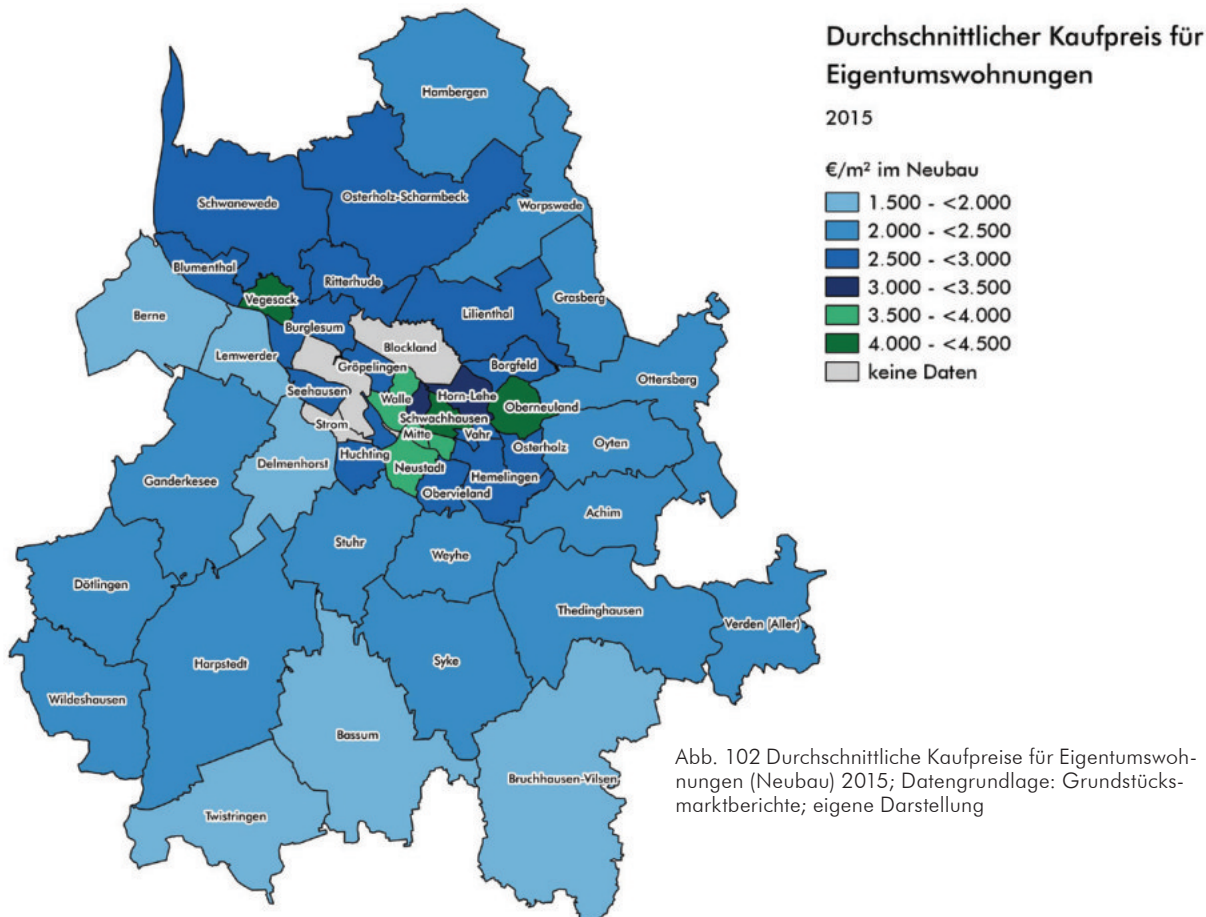 Durchschnittlicher Kaufpreis für
Eigentumswohnungen
2015
€/m² im Neubau
1.500 - <2.000
2.000 - <2.500
2.500 - <3.000
3.000 - <3.500
3.500 - <4.000
4.000 - <4.500
keine Daten
Hambergen
Schwanewede
Osterholz-Scharmbeck
Worpswede
Blumenthal
Ritterhude
Vegesack
Grasberg
Berne
Lilienthal
Burglesum
Blockland
Lemwerder
Gröpelingen
Borgfeld
Ottersberg
Seehausen
Walle
Horn-Lehe
Oberneuland
Strom
Schwachhausen
Mitte
Vahr
Osterholz
Oyten
Huchting
Delmenhorst
Neustadt
Hemelingen
Ganderkesee
Obervieland
Achim
Stuhr
Weyhe
Dötlingen
Thedinghausen
Verden (Aller)
Harpstedt
Syke
Wildeshausen
Bassum
Bruchhausen-Vilsen
Twistringen
Abb. 102 Durchschnittliche Kaufpreise für Eigentumswoh-
nungen (Neubau) 2015; Datengrundlage: Grundstücks-
marktberichte; eigene Darstellung